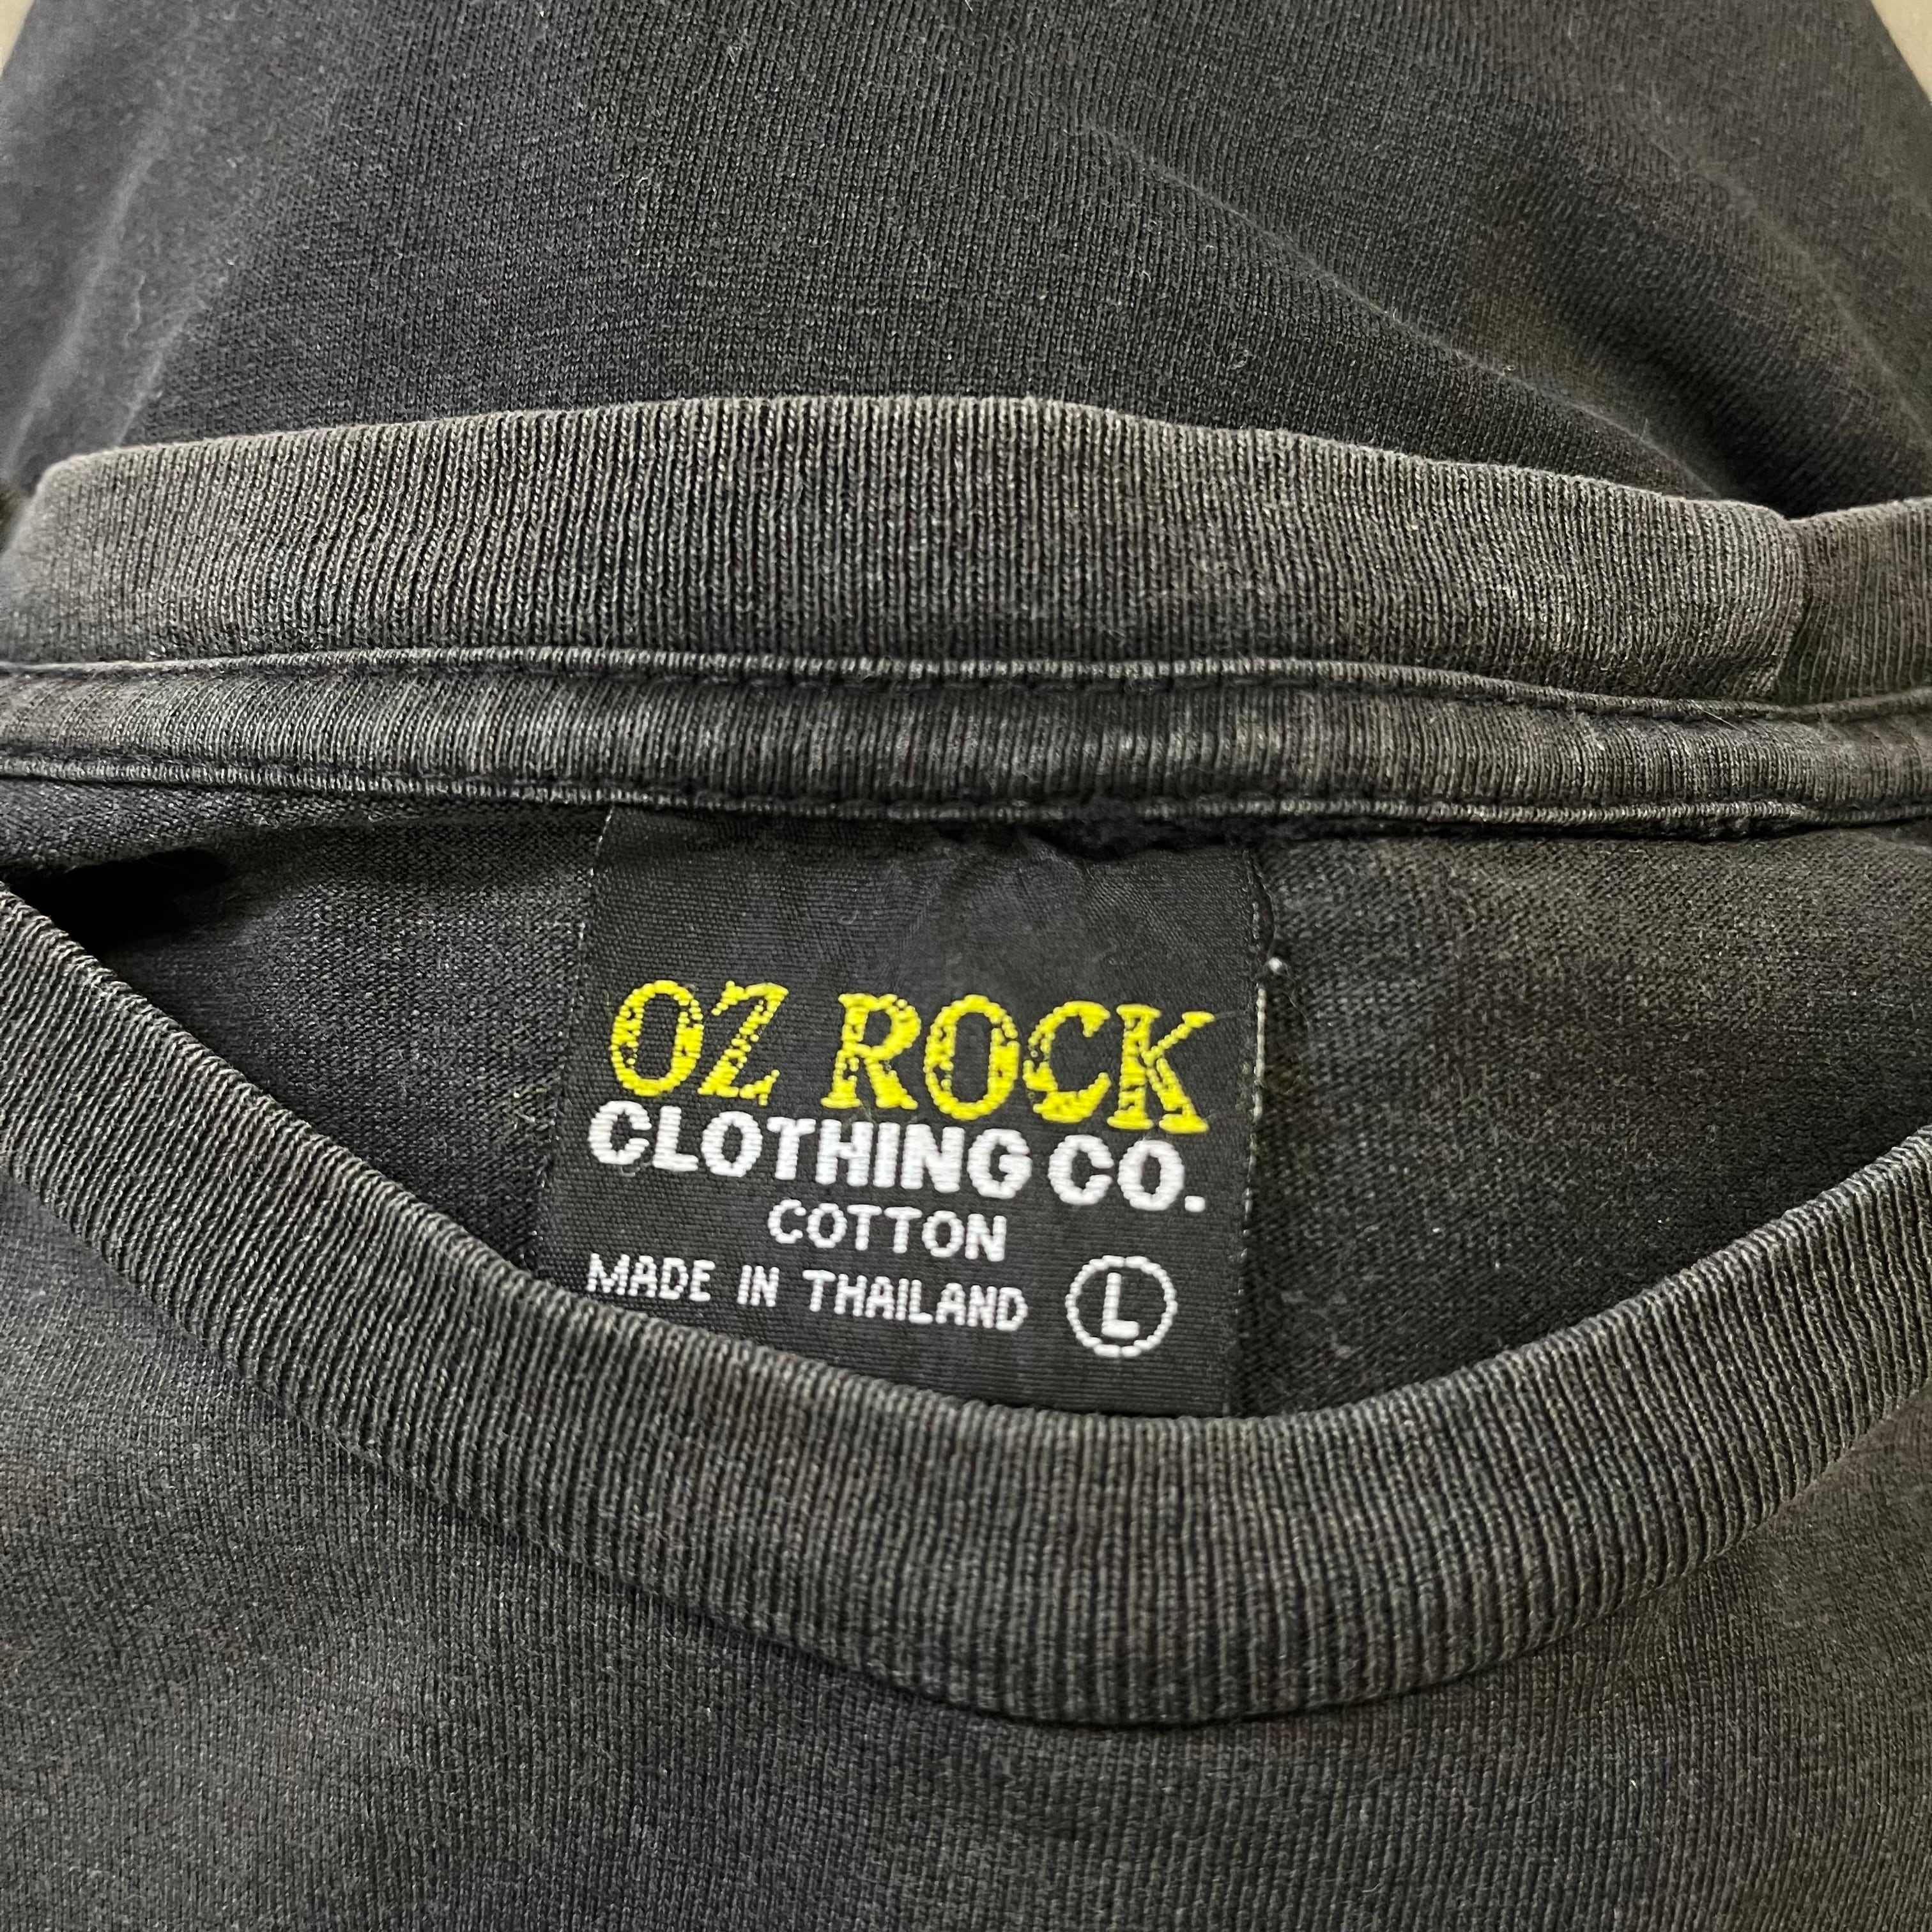 OZ ROCK
CLOTHING CO.
COTTON
MADE IN THAILAND L